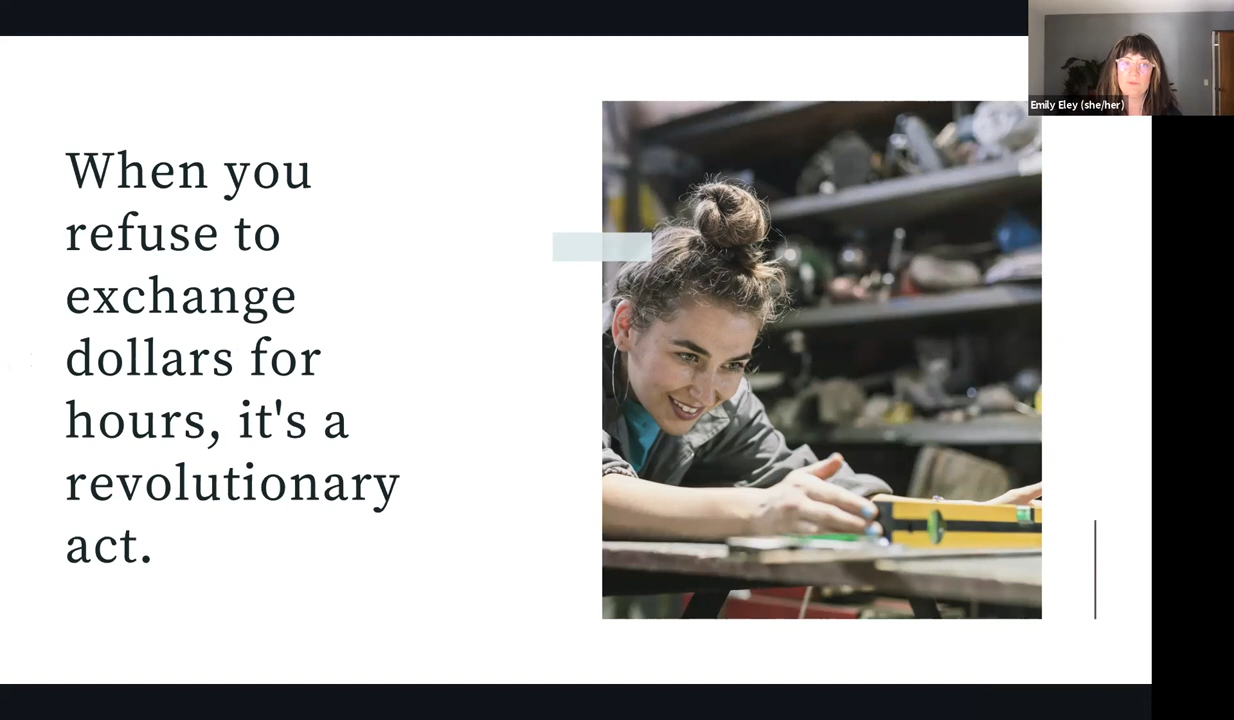 When you
refuse to
exchange
dollars for
hours, it's a
revolutionary
act.
Emily Eley (she/her)